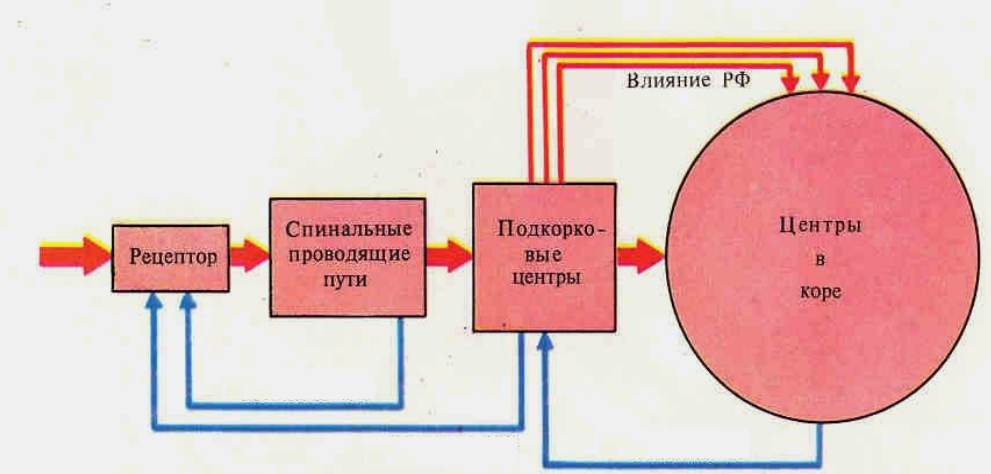 Влияние РФ
Рецептор
Спинальные
проводящие
пути
Подкорко-
вые
центры
Центры
в
коре